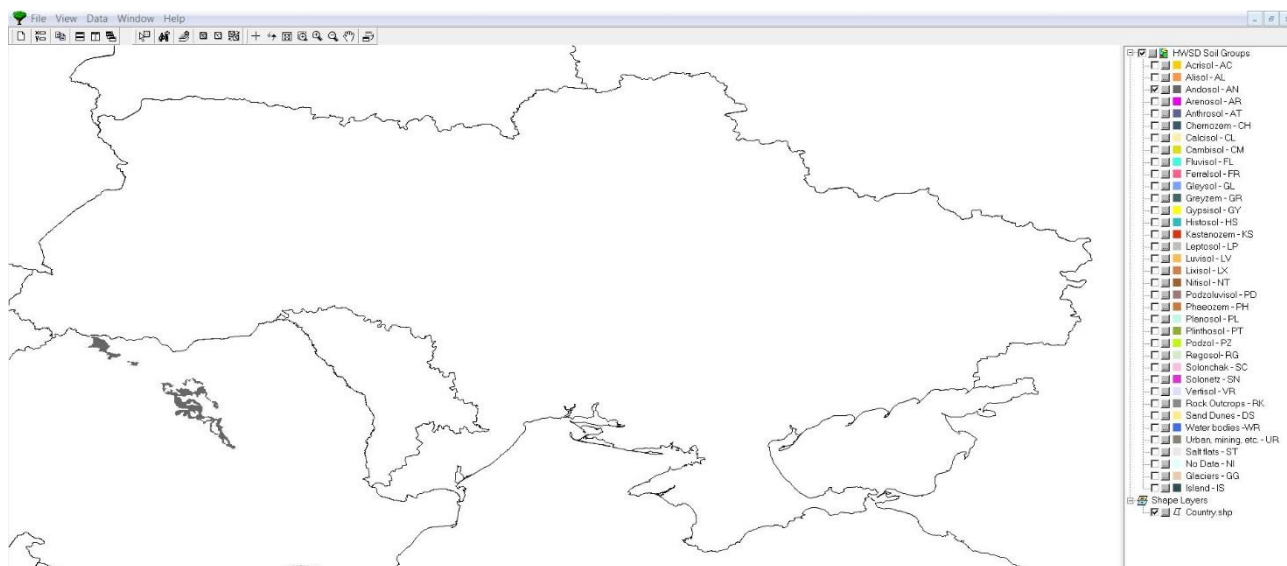 File View Data Window Help
HWSD Soil Groups
Acrisol - AC
Alisol - AL
Andosol - AN
Arenosol - AR
Anthrosol - AT
Chernozem - CH
Calcisol - CL
Cambisol - CM
Fluvisol - FL
Ferralsol - FR
Gleysol - GL
Greyzem - GR
Gypsisol - GY
Histosol - HS
Kastanozem - KS
Leptosol - LP
Luvisol - LV
Lixisol - LX
Nitisol - NT
Podzoluvisol - PD
Phaeozem - PH
Planosol - PL
Plinthosol - PT
Podzol - PZ
Regosol - RG
Solonchak - SC
Solonetz - SN
Vertisol - VR
Rock Outcrops - RK
Sand Dunes - DS
Water bodies -WR
Urban, mining, etc. - UR
Salt flats - ST
No Data - NI
Glaciers - GG
Island - IS
Shape Layers
Country.shp